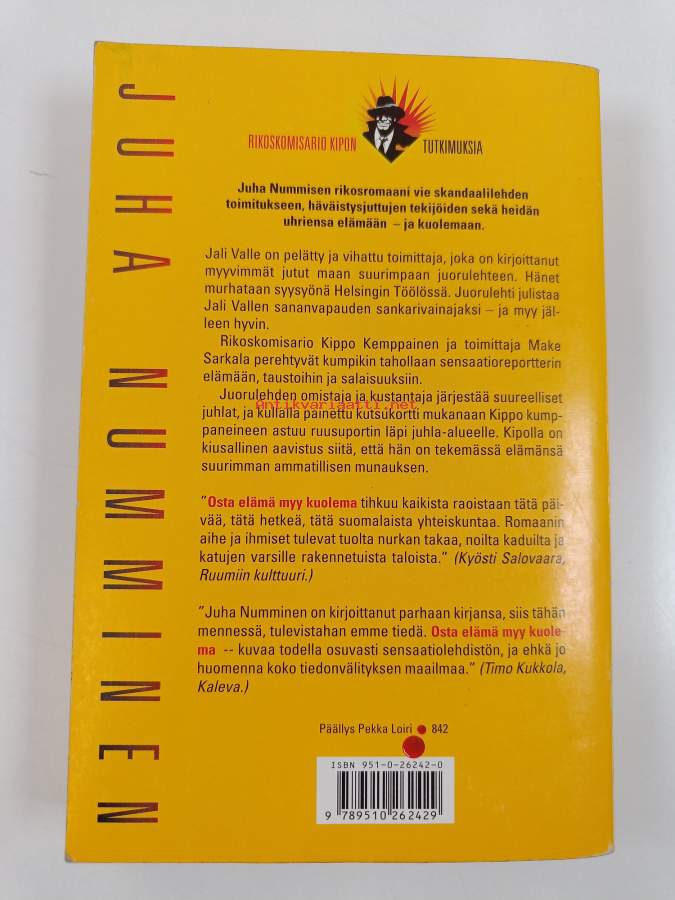 JUHA NUMMINEN
RIKOSKOMISARIO KIPON TUTKIMUKSIA
Juha Nummisen rikosromaani vie skandaalilehden
toimitukseen, häväistysjuttujen tekijöiden sekä heidän
uhriensa elämään – ja kuolemaan.
Jali Valle on pelätty ja vihattu toimittaja, joka on kirjoittanut
myyvimmät jutut maan suurimpaan juorulehteen. Hänet
murhataan syysyönä Helsingin Töölössä. Juorulehti julistaa
Jali Vallen sananvapauden sankarivainajaksi – ja myy jäl-
leen hyvin.
Rikoskomisario Kippo Kemppainen ja toimittaja Make
Sarkala perehtyvät kumpikin tahollaan sensaatioreportterin
elämään, taustoihin ja salaisuuksiin.
Juorulehden omistaja ja kustantaja järjestää suureelliset
Antikvariaatti.net
juhlat, ja kullalla painettu kutsukortti mukanaan Kippo kump-
paneineen astuu ruusuportin läpi juhla-alueelle. Kipolla on
kiusallinen aavistus siitä, että hän on tekemässä elämänsä
suurimman ammatillisen munauksen.
”Osta elämä myy kuolema tihkuu kaikista raoistaan tätä päi-
vää, tätä hetkeä, tätä suomalaista yhteiskuntaa. Romaanin
aihe ja ihmiset tulevat tuolta nurkan takaa, noilta kaduilta ja
katujen varsille rakennetuista taloista.” (Kyösti Salovaara,
Ruumiin kulttuuri.)
”Juha Numminen on kirjoittanut parhaan kirjansa, siis tähän
mennessä, tulevistahan emme tiedä. Osta elämä myy kuole-
ma -- kuvaa todella osuvasti sensaatiolehdistön, ja ehkä jo
huomenna koko tiedonvälityksen maailmaa.” (Timo Kukkola,
Kaleva.)
Päällys Pekka Loiri ● 842
ISBN 951-0-26242-0
9 789510 262429